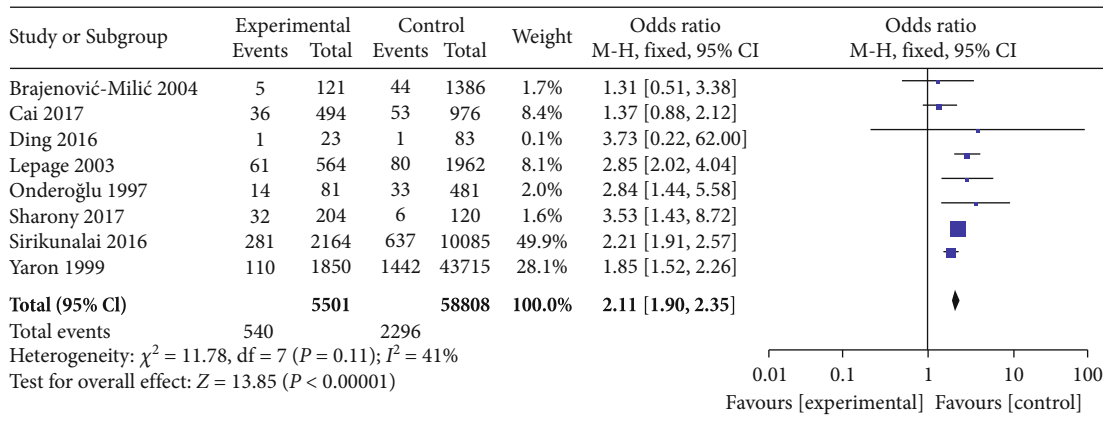 Study or Subgroup Experimental Control Weight Odds ratio Odds ratio
Events Total Events Total M-H, fixed, 95% CI M-H, fixed, 95% CI
Brajenović-Milić 2004 5 121 44 1386 1.7% 1.31 [0.51, 3.38]
Cai 2017 36 494 53 976 8.4% 1.37 [0.88, 2.12]
Ding 2016 1 23 1 83 0.1% 3.73 [0.22, 62.00]
Lepage 2003 61 564 80 1962 8.1% 2.85 [2.02, 4.04]
Onderoğlu 1997 14 81 33 481 2.0% 2.84 [1.44, 5.58]
Sharony 2017 32 204 6 120 1.6% 3.53 [1.43, 8.72]
Sirikunalai 2016 281 2164 637 10085 49.9% 2.21 [1.91, 2.57]
Yaron 1999 110 1850 1442 43715 28.1% 1.85 [1.52, 2.26]
Total (95% Cl) 5501 58808 100.0% 2.11 [1.90, 2.35]
Total events 540 2296
Heterogeneity: χ² = 11.78, df = 7 (P = 0.11); I² = 41%
Test for overall effect: Z = 13.85 (P < 0.00001)
0.01 0.1 1 10 100
Favours [experimental] Favours [control]